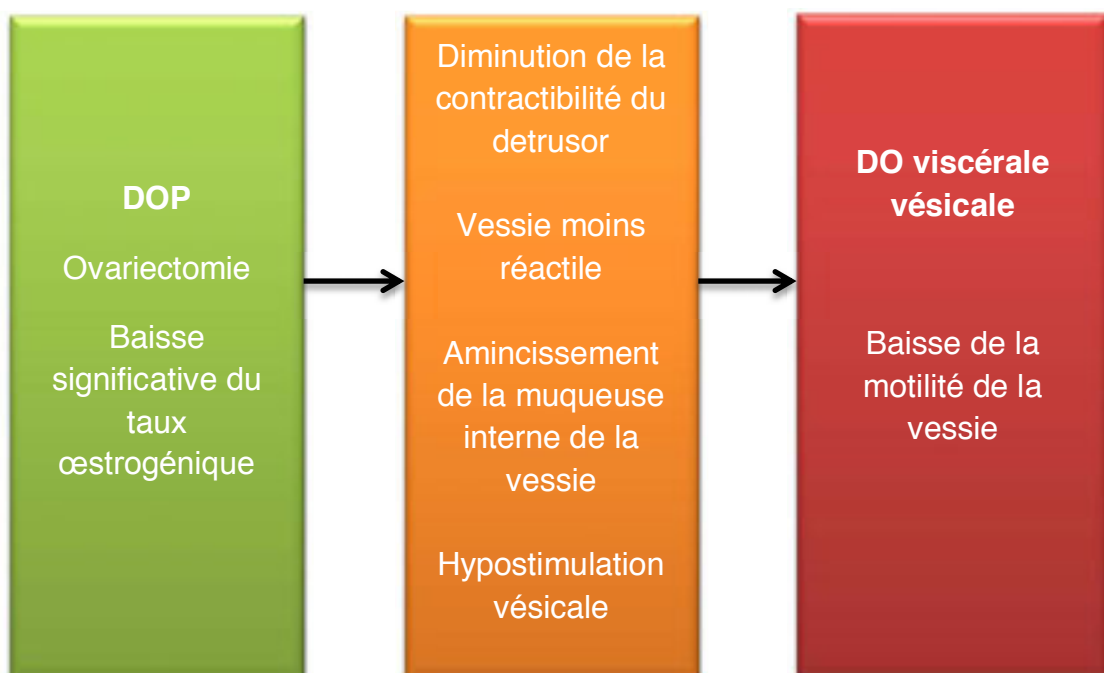 DOP
Ovariectomie
Baisse
significative du
taux
œstrogénique
Diminution de la
contractibilité du
detrusor
Vessie moins
réactile
Amincissement
de la muqueuse
interne de la
vessie
Hypostimulation
vésicale
DO viscérale
vésicale
Baisse de la
motilité de la
vessie